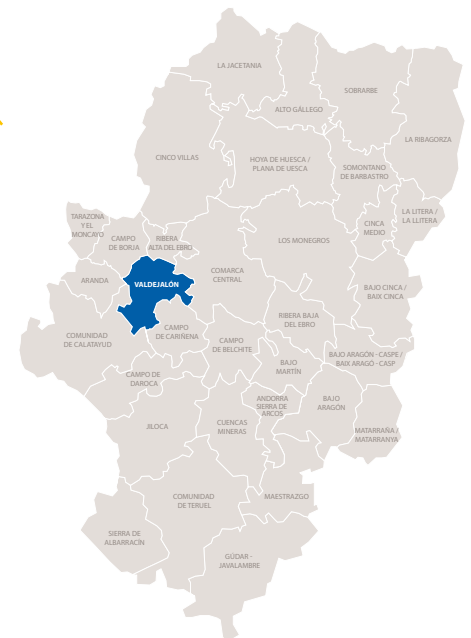 LA JACETANIA
SOBRARBE
ALTO GÁLLEGO
LA RIBAGORZA
CINCO VILLAS
HOYA DE HUESCA /
PLANA DE UESCA
SOMONTANO
DE BARBASTRO
TARAZONA
Y EL
MONCAYO
CAMPO
DE BORJA
RIBERA
ALTA DEL EBRO
LOS MONEGROS
CINCA
MEDIO
LA LITERA /
LA LLITERA
ARANDA
VALDEJALÓN
COMARCA
CENTRAL
BAJO CINCA /
BAIX CINCA
COMUNIDAD
DE CALATAYUD
CAMPO
DE CARIÑENA
RIBERA BAJA
DEL EBRO
CAMPO
DE BELCHITE
BAJO
MARTÍN
BAJO ARAGÓN - CASPE /
BAIX ARAGÓ - CASP
CAMPO DE
DAROCA
ANDORRA
SIERRA DE
ARCOS
BAJO
ARAGÓN
JILOCA
CUENCAS
MINERAS
MATARRAÑA /
MATARRANYA
COMUNIDAD
DE TERUEL
MAESTRAZGO
SIERRA DE
ALBARRACÍN
GÚDAR -
JAVALAMBRE